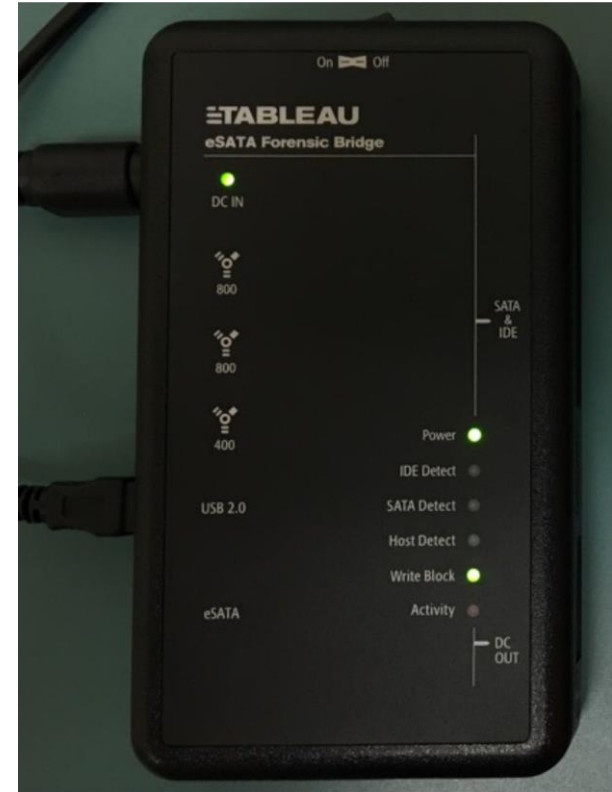 On Off
TABLEAU
eSATA Forensic Bridge
DC IN
800
SATA
&
IDE
800
400
Power
IDE Detect
USB 2.0
SATA Detect
Host Detect
Write Block
eSATA
Activity
DC
OUT